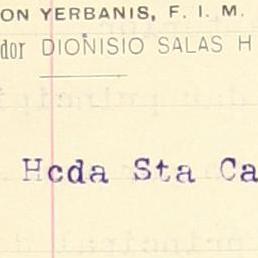 ON YERBANIS, F. I. M.
dor DIONISIO SALAS H
Hcda Sta Ca